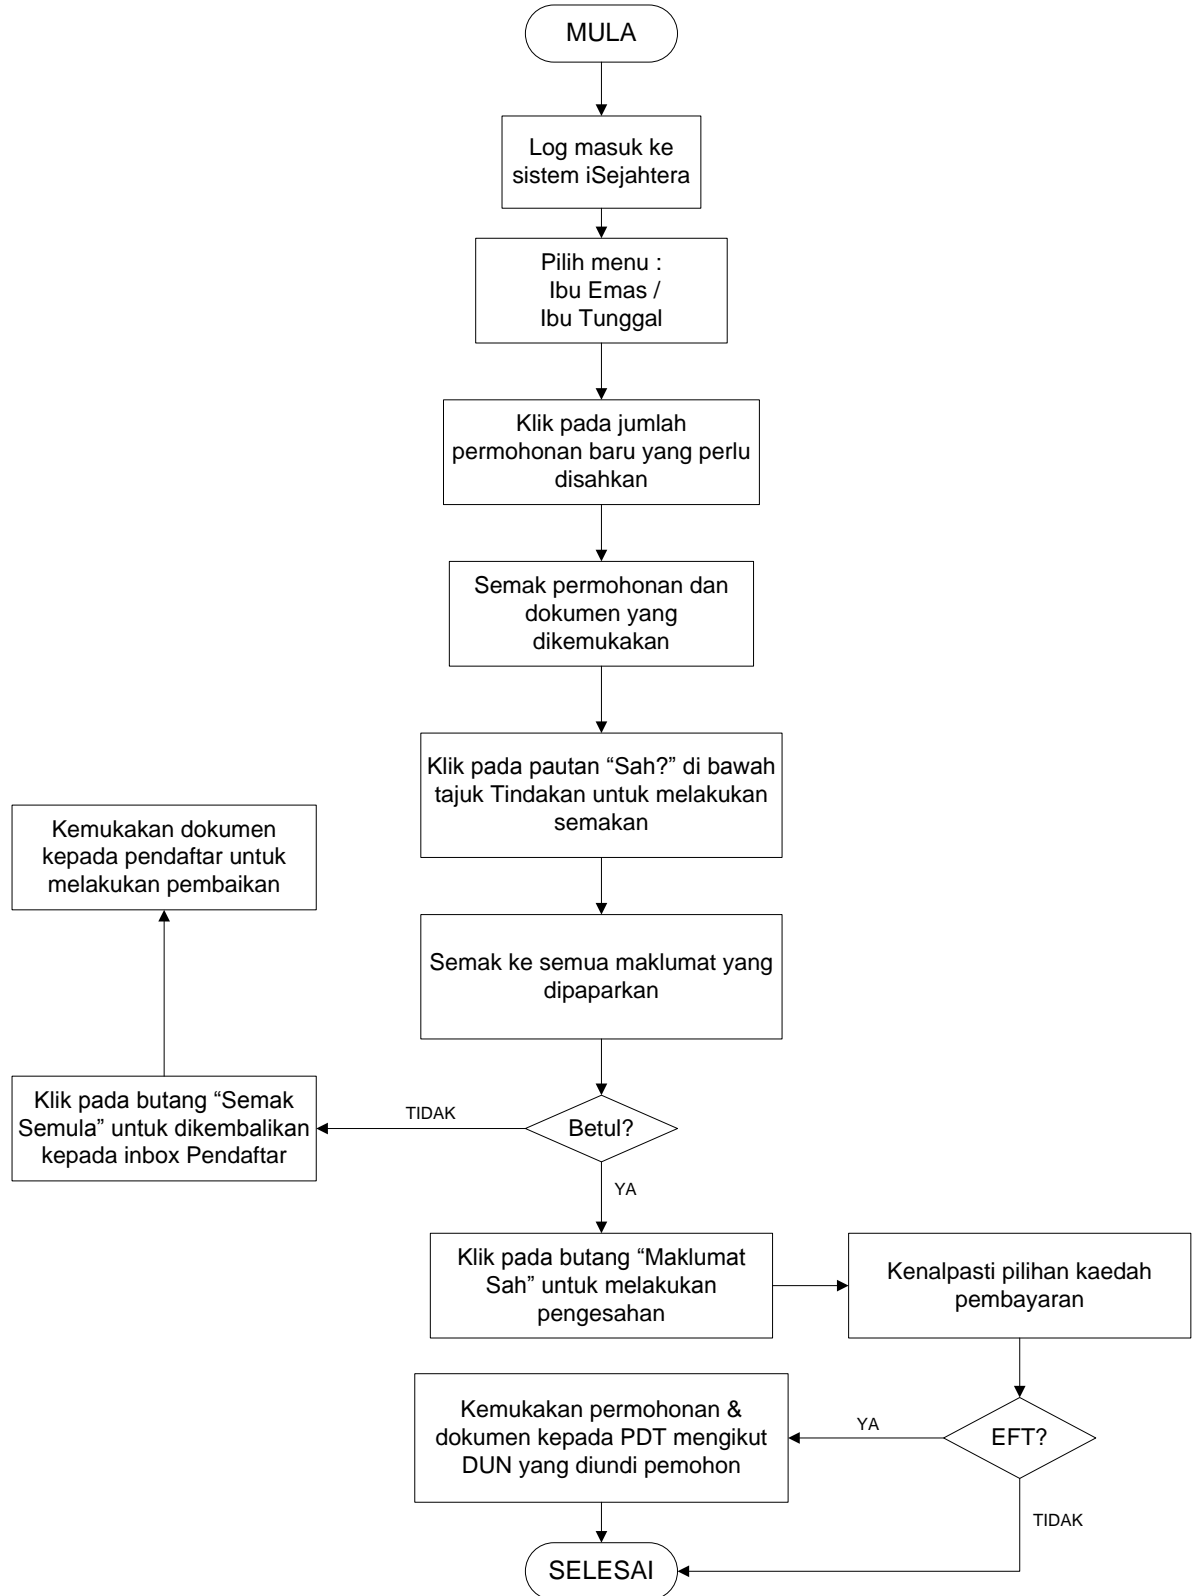 MULA
Log masuk ke
sistem iSejahtera
Pilih menu :
Ibu Emas /
Ibu Tunggal
Klik pada jumlah
permohonan baru yang perlu
disahkan
Semak permohonan dan
dokumen yang
dikemukakan
Klik pada pautan “Sah?” di bawah
tajuk Tindakan untuk melakukan
semakan
Kemukakan dokumen
kepada pendaftar untuk
melakukan pembaikan
Semak ke semua maklumat yang
dipaparkan
Klik pada butang “Semak
Semula” untuk dikembalikan
kepada inbox Pendaftar
TIDAK
Betul?
YA
Klik pada butang “Maklumat
Sah” untuk melakukan
pengesahan
Kenalpasti pilihan kaedah
pembayaran
Kemukakan permohonan &
dokumen kepada PDT mengikut
DUN yang diundi pemohon
YA
EFT?
TIDAK
SELESAI